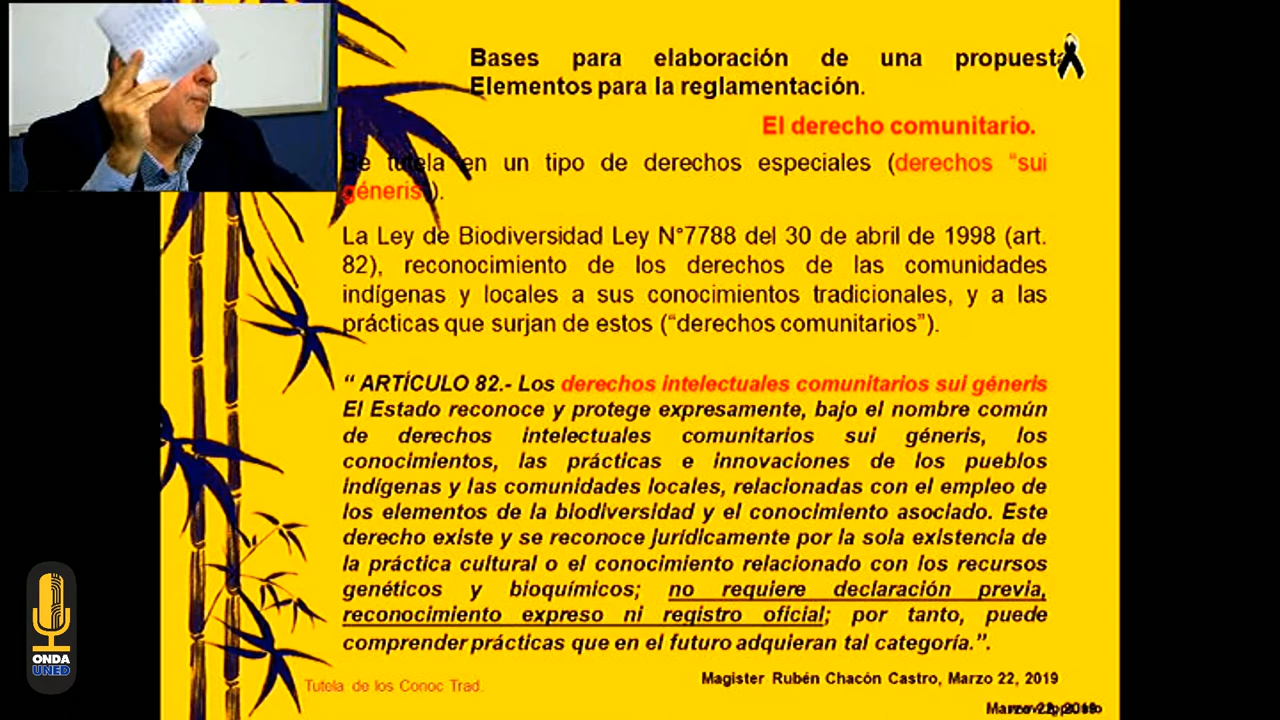 Bases para elaboración de una propuesta
Elementos para la reglamentación.
El derecho comunitario.
Se tutela en un tipo de derechos especiales (derechos “sui
géneris”).
La Ley de Biodiversidad Ley N°7788 del 30 de abril de 1998 (art.
82), reconocimiento de los derechos de las comunidades
indígenas y locales a sus conocimientos tradicionales, y a las
prácticas que surjan de estos (“derechos comunitarios”).
“ ARTÍCULO 82.- Los derechos intelectuales comunitarios sui géneris
El Estado reconoce y protege expresamente, bajo el nombre común
de derechos intelectuales comunitarios sui géneris, los
conocimientos, las prácticas e innovaciones de los pueblos
indígenas y las comunidades locales, relacionadas con el empleo de
los elementos de la biodiversidad y el conocimiento asociado. Este
derecho existe y se reconoce jurídicamente por la sola existencia de
la práctica cultural o el conocimiento relacionado con los recursos
genéticos y bioquímicos; no requiere declaración previa,
reconocimiento expreso ni registro oficial; por tanto, puede
comprender prácticas que en el futuro adquieran tal categoría.”.
Magister Rubén Chacón Castro, Marzo 22, 2019
Tutela de los Conoc Trad.
ONDA
UNED